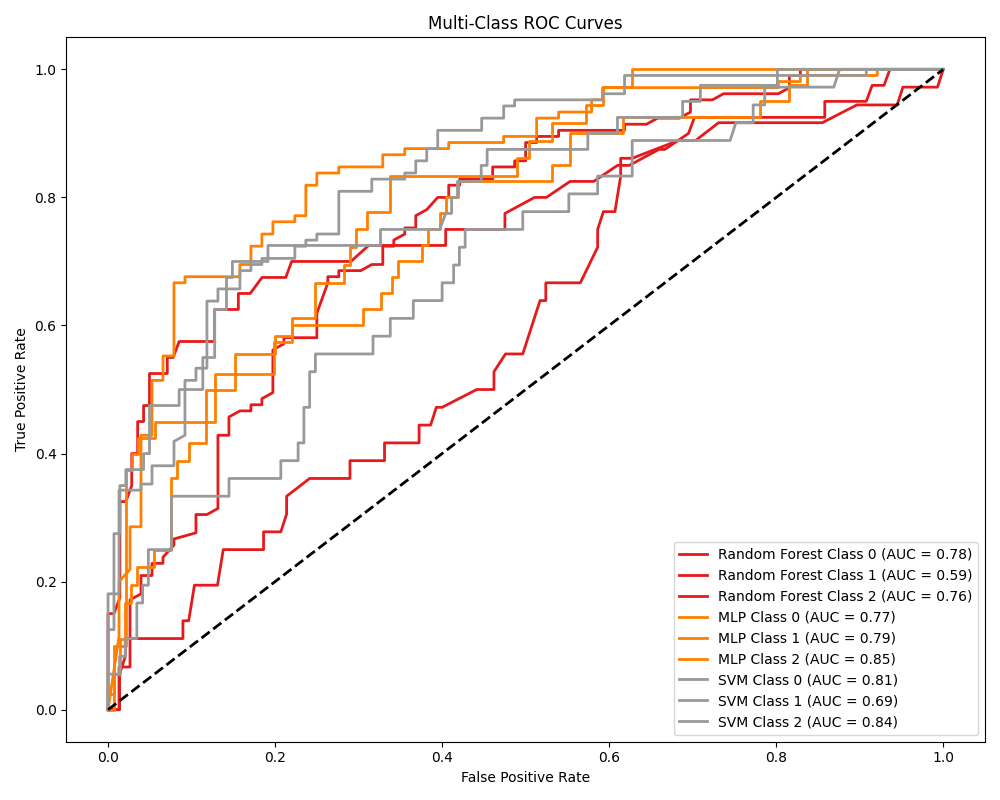 Multi-Class ROC Curves
1.0
0.8
0.6
0.4
0.2
0.0
True Positive Rate
Random Forest Class 0 (AUC = 0.78)
Random Forest Class 1 (AUC = 0.59)
Random Forest Class 2 (AUC = 0.76)
MLP Class 0 (AUC = 0.77)
MLP Class 1 (AUC = 0.79)
MLP Class 2 (AUC = 0.85)
SVM Class 0 (AUC = 0.81)
SVM Class 1 (AUC = 0.69)
SVM Class 2 (AUC = 0.84)
0.0 0.2 0.4 0.6 0.8 1.0
False Positive Rate